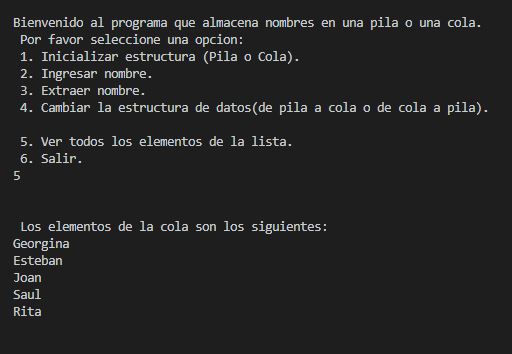 Bienvenido al programa que almacena nombres en una pila o una cola.
Por favor seleccione una opcion:
1. Inicializar estructura (Pila o Cola).
2. Ingresar nombre.
3. Extraer nombre.
4. Cambiar la estructura de datos(de pila a cola o de cola a pila).
5. Ver todos los elementos de la lista.
6. Salir.
5
Los elementos de la cola son los siguientes:
Georgina
Esteban
Joan
Saul
Rita